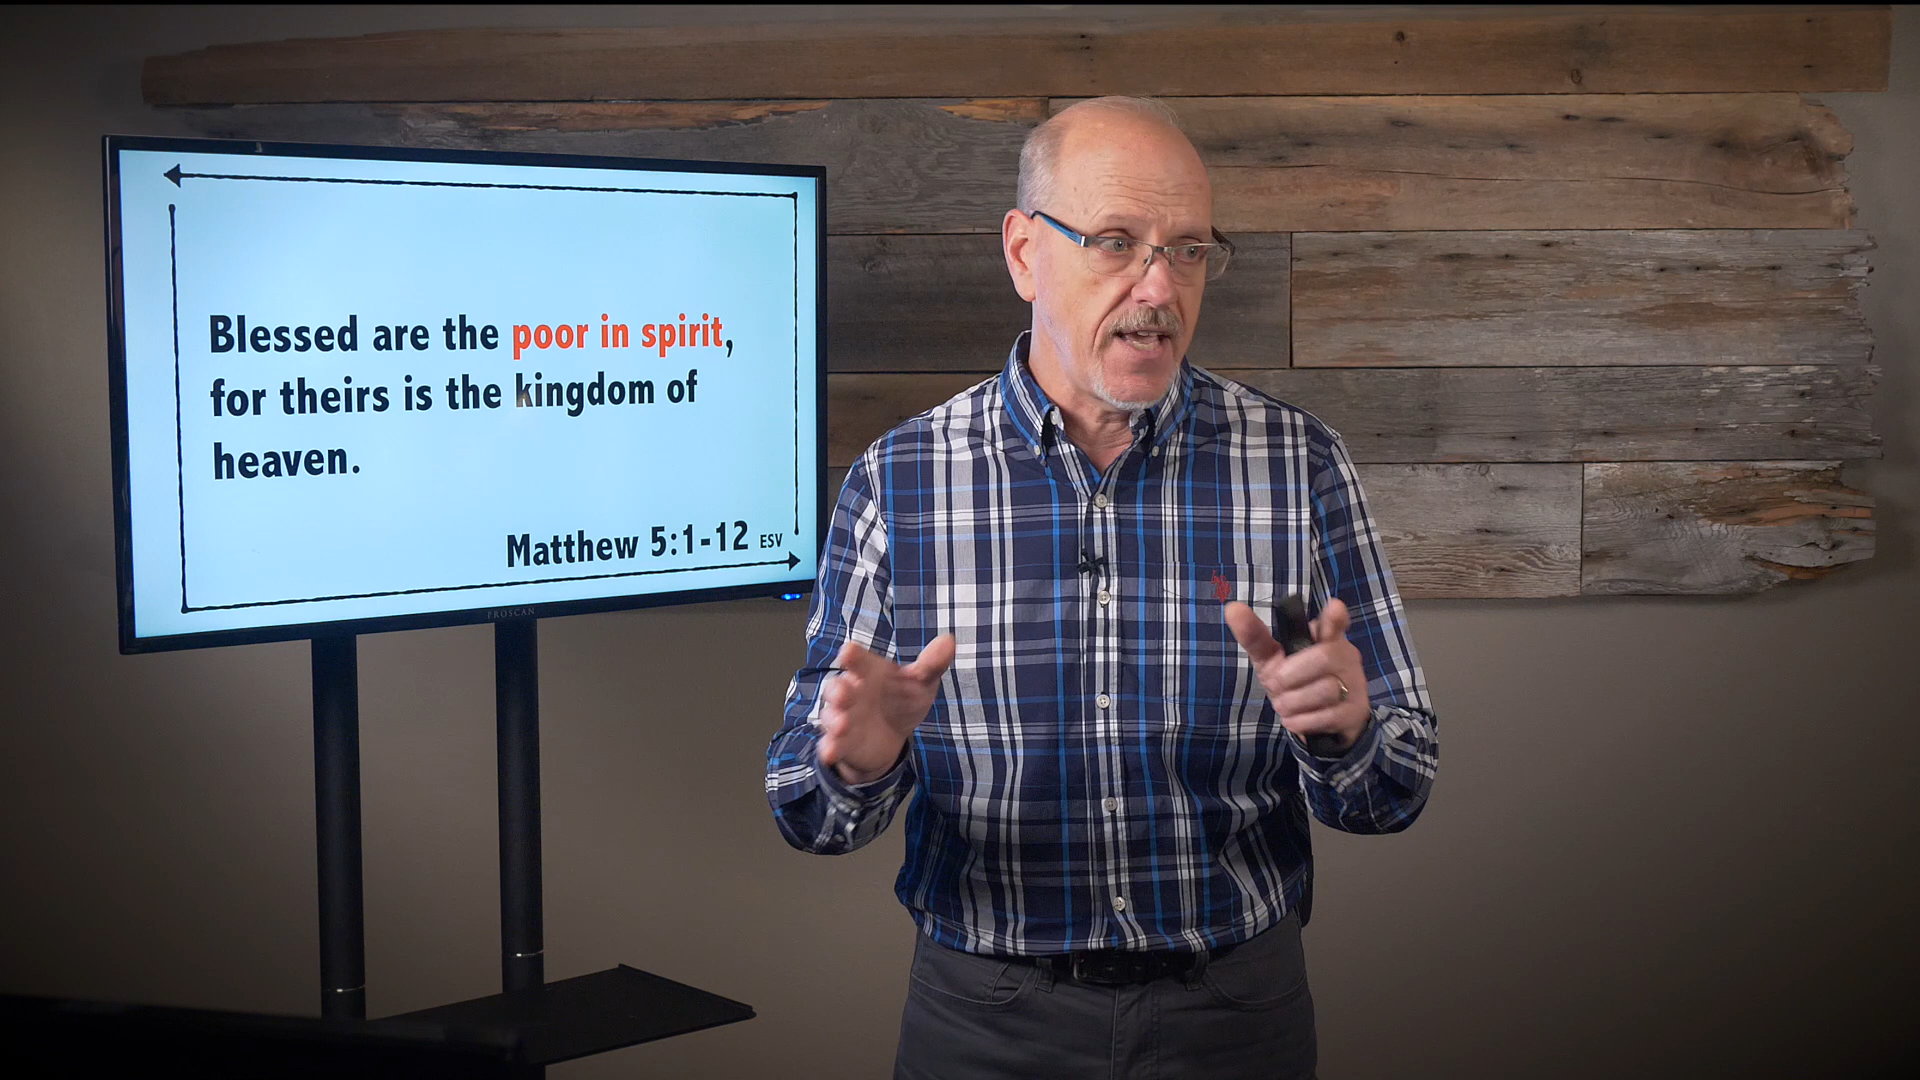 Blessed are the poor in spirit,
for theirs is the kingdom of
heaven.
Matthew 5:1-12 ESV
PROSCAN